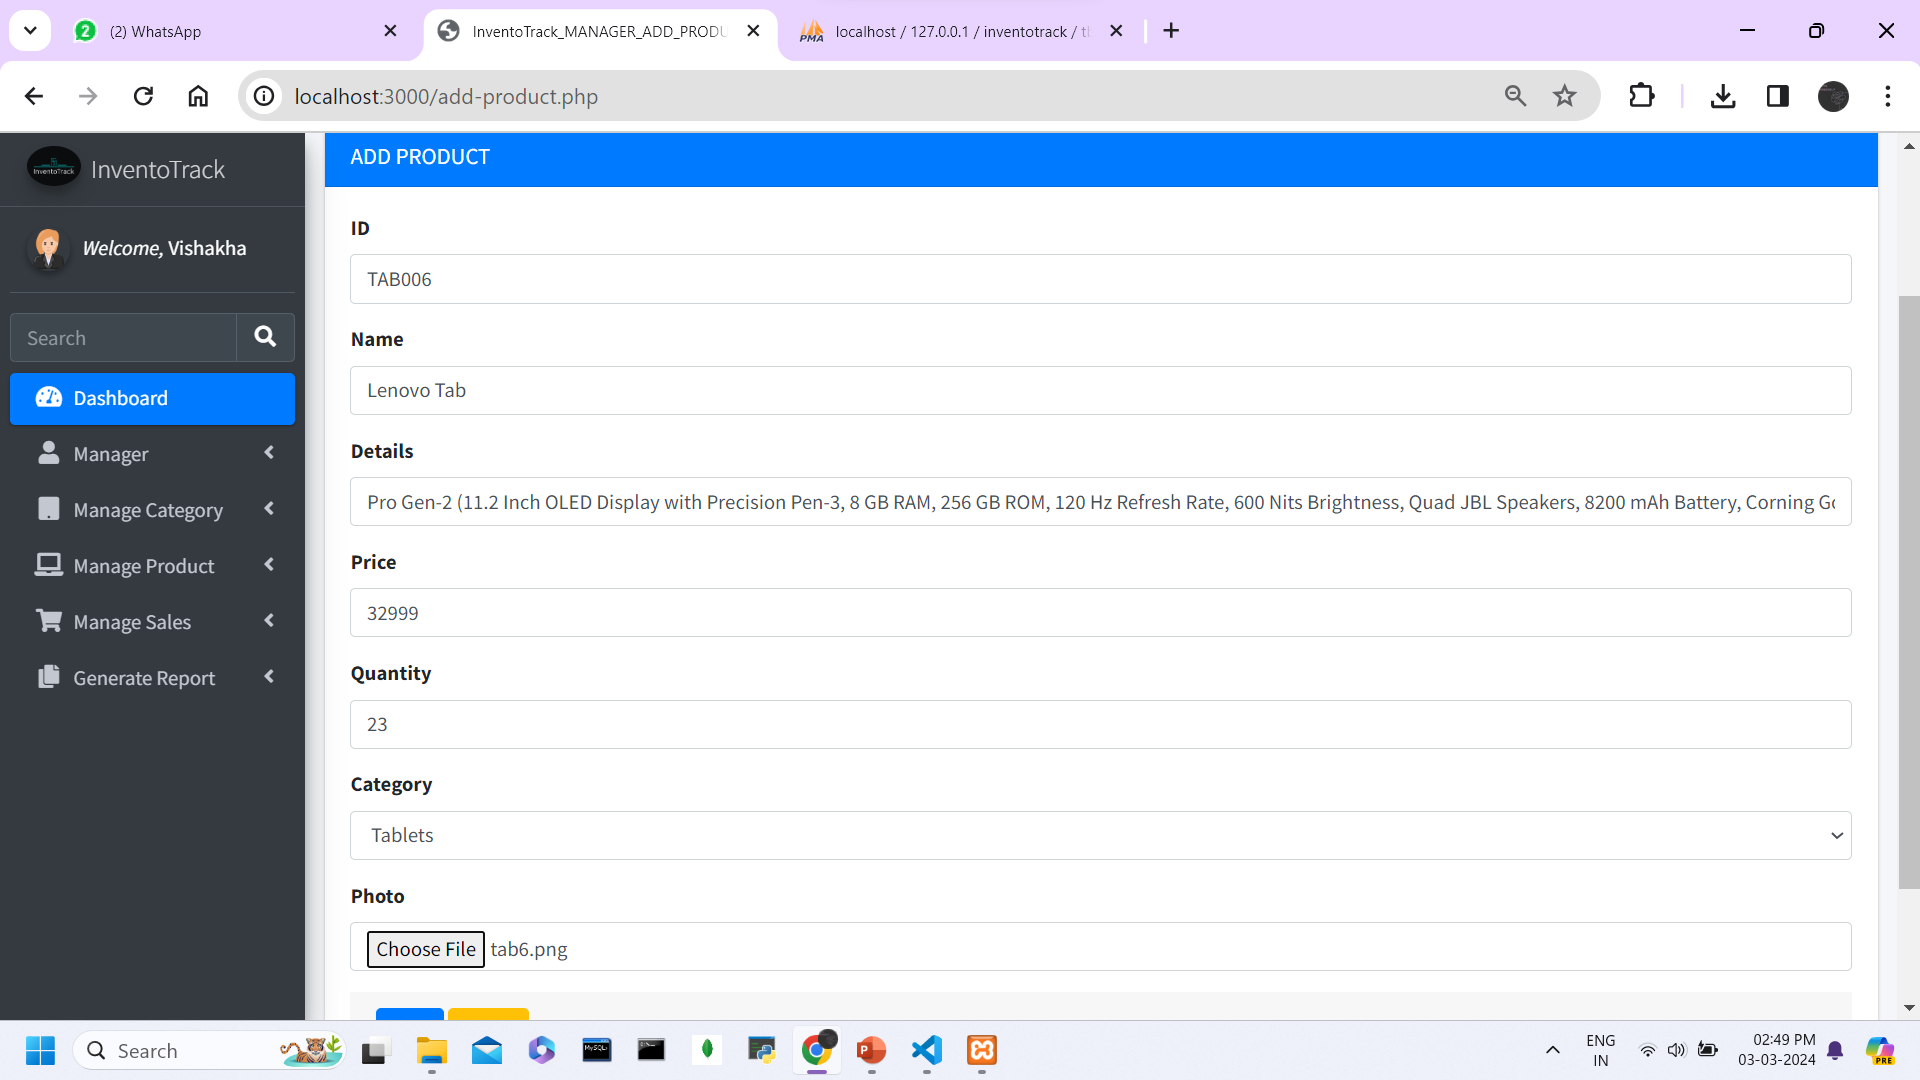 (2) WhatsApp
InventoTrack_MANAGER_ADD_PRODU
localhost / 127.0.0.1 / inventotrack / t
localhost:3000/add-product.php
InventoTrack
InventoTrack
Welcome, Vishakha
Search
Dashboard
Manager
Manage Category
Manage Product
Manage Sales
Generate Report
ADD PRODUCT
ID
TAB006
Name
Lenovo Tab
Details
Pro Gen-2 (11.2 Inch OLED Display with Precision Pen-3, 8 GB RAM, 256 GB ROM, 120 Hz Refresh Rate, 600 Nits Brightness, Quad JBL Speakers, 8200 mAh Battery, Corning Go
Price
32999
Quantity
23
Category
Tablets
Photo
Choose File tab6.png
Search
ENG
IN
02:49 PM
03-03-2024